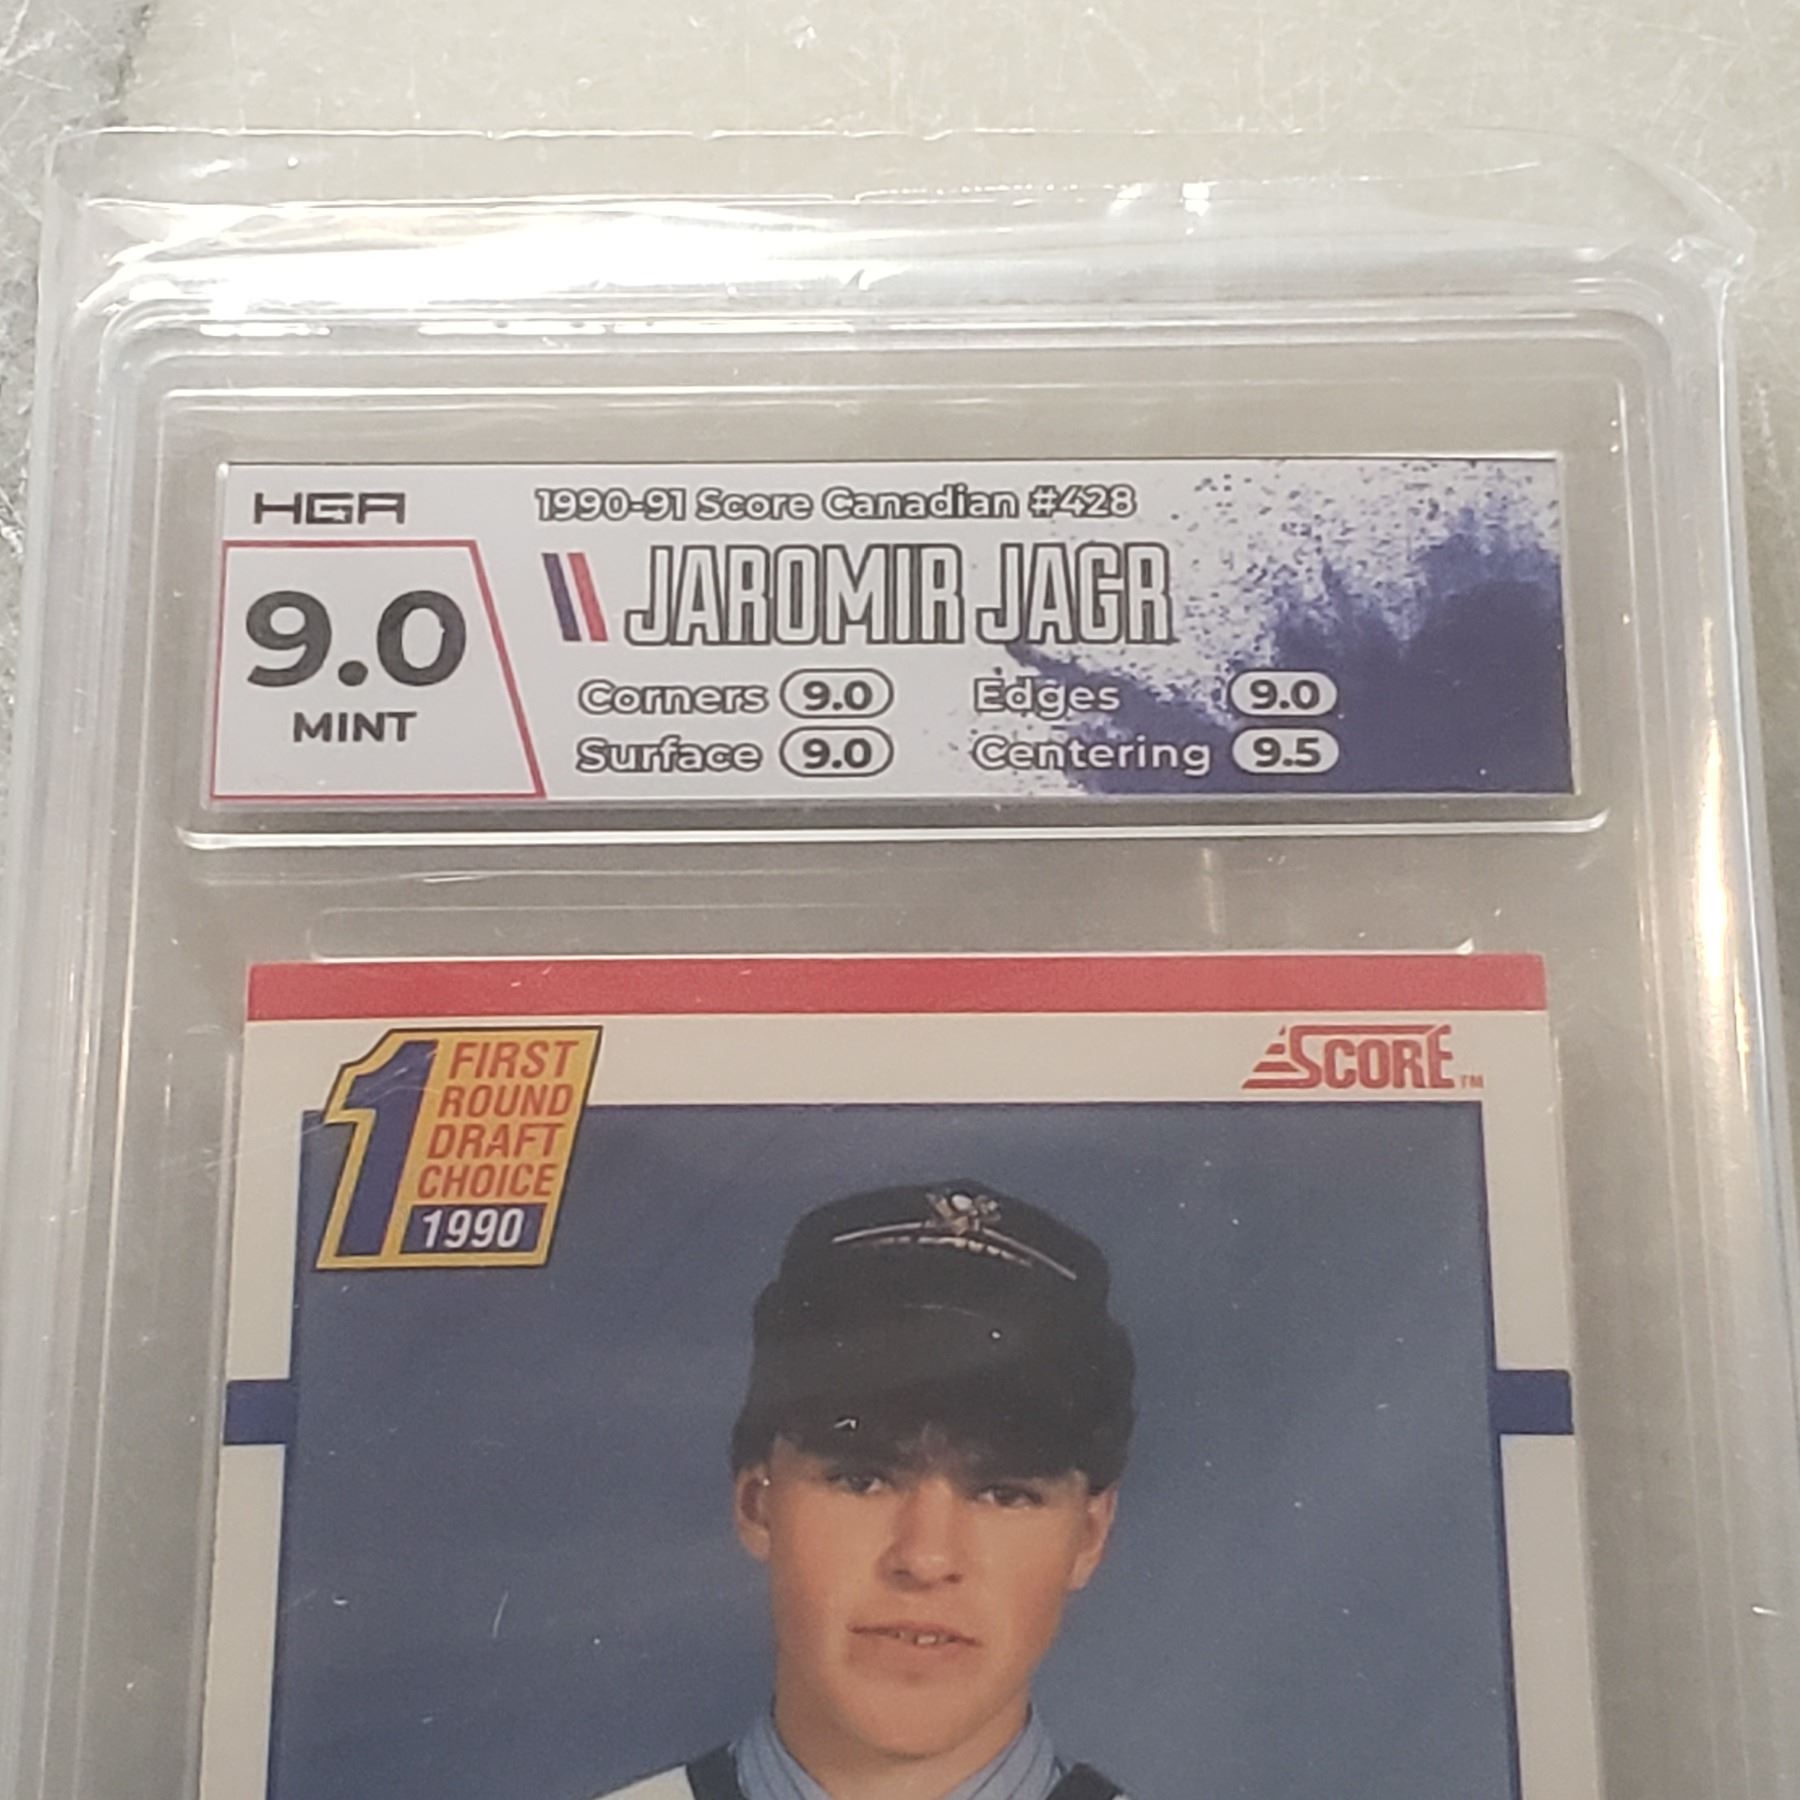 HGA
1990-91 Score Canadian #428
9.0
MINT
JAROMIR JAGR
Corners 9.0 Edges 9.0
Surface 9.0 Centering 9.5
1 FIRST
ROUND
DRAFT
CHOICE
1990
SCORE™